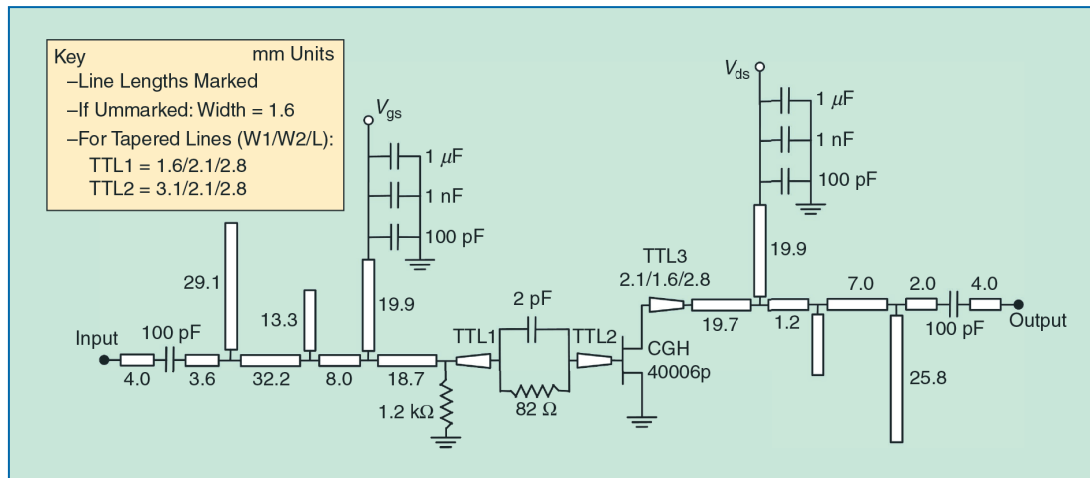 Key
mm Units
–Line Lengths Marked
–If Ummarked: Width = 1.6
–For Tapered Lines (W1/W2/L):
TTL1 = 1.6/2.1/2.8
TTL2 = 3.1/2.1/2.8
Vgs
1 μF
1 nF
100 pF
Vds
1 μF
1 nF
100 pF
29.1
13.3
19.9
Input
100 pF
4.0
3.6
32.2
8.0
18.7
1.2 kΩ
TTL1
2 pF
82 Ω
TTL2
TTL3
2.1/1.6/2.8
CGH
40006p
19.7
19.9
1.2
7.0
2.0
4.0
100 pF
Output
25.8